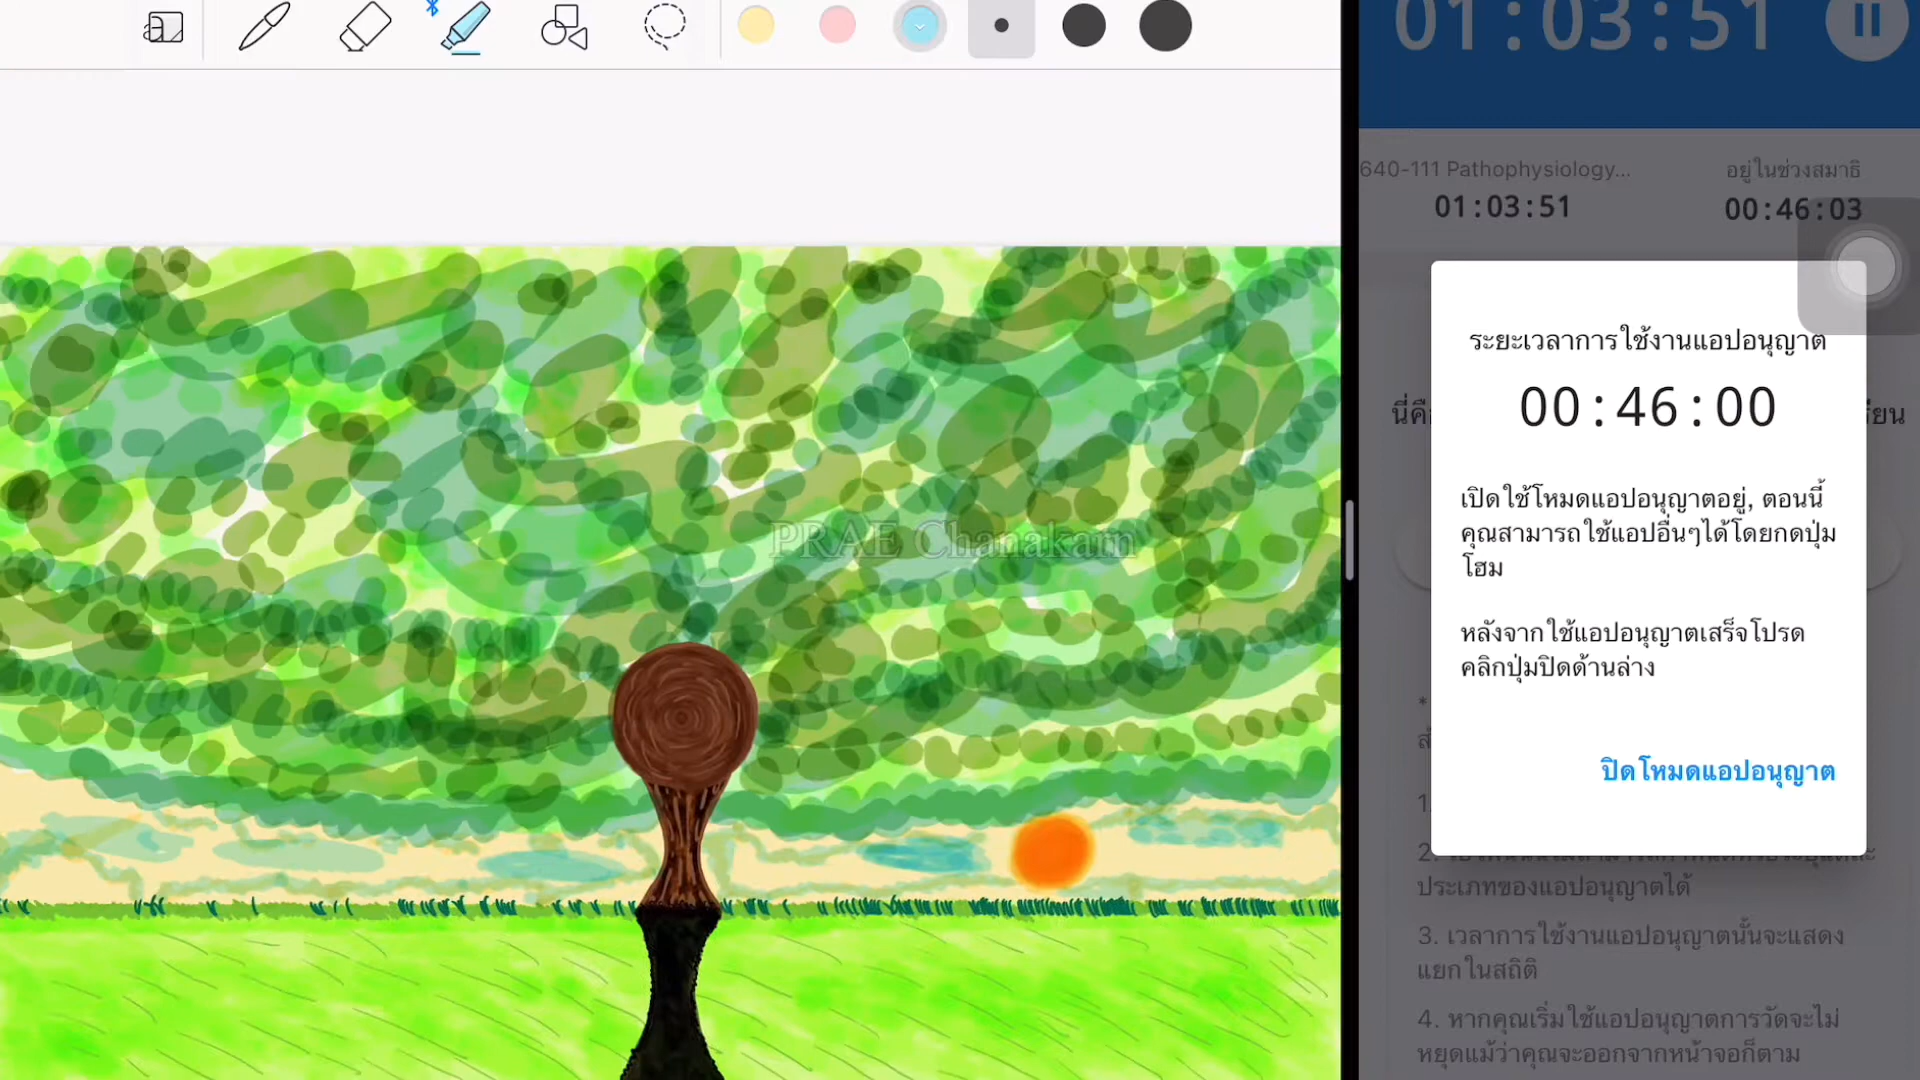 01:03:51
640-111 Pathophysiology...
อยู่ในช่วงสมาธิ
01:03:51
00:46:03
ระยะเวลาการใช้งานแอปอนุญาต
00:46:00
เปิดใช้โหมดแอปอนุญาตอยู่, ตอนนี้
คุณสามารถใช้แอปอื่นๆได้โดยกดปุ่ม
โฮม
หลังจากใช้แอปอนุญาตเสร็จโปรด
คลิกปุ่มปิดด้านล่าง
ปิดโหมดแอปอนุญาต
PRAE Chanakam
ประเภทของแอปอนุญาตได้
3. เวลาการใช้งานแอปอนุญาตนั้นจะแสดง
แยกในสถิติ
4. หากคุณเริ่มใช้แอปอนุญาตการวัดจะไม่
หยุดแม้ว่าคุณจะออกจากหน้าจอก็ตาม